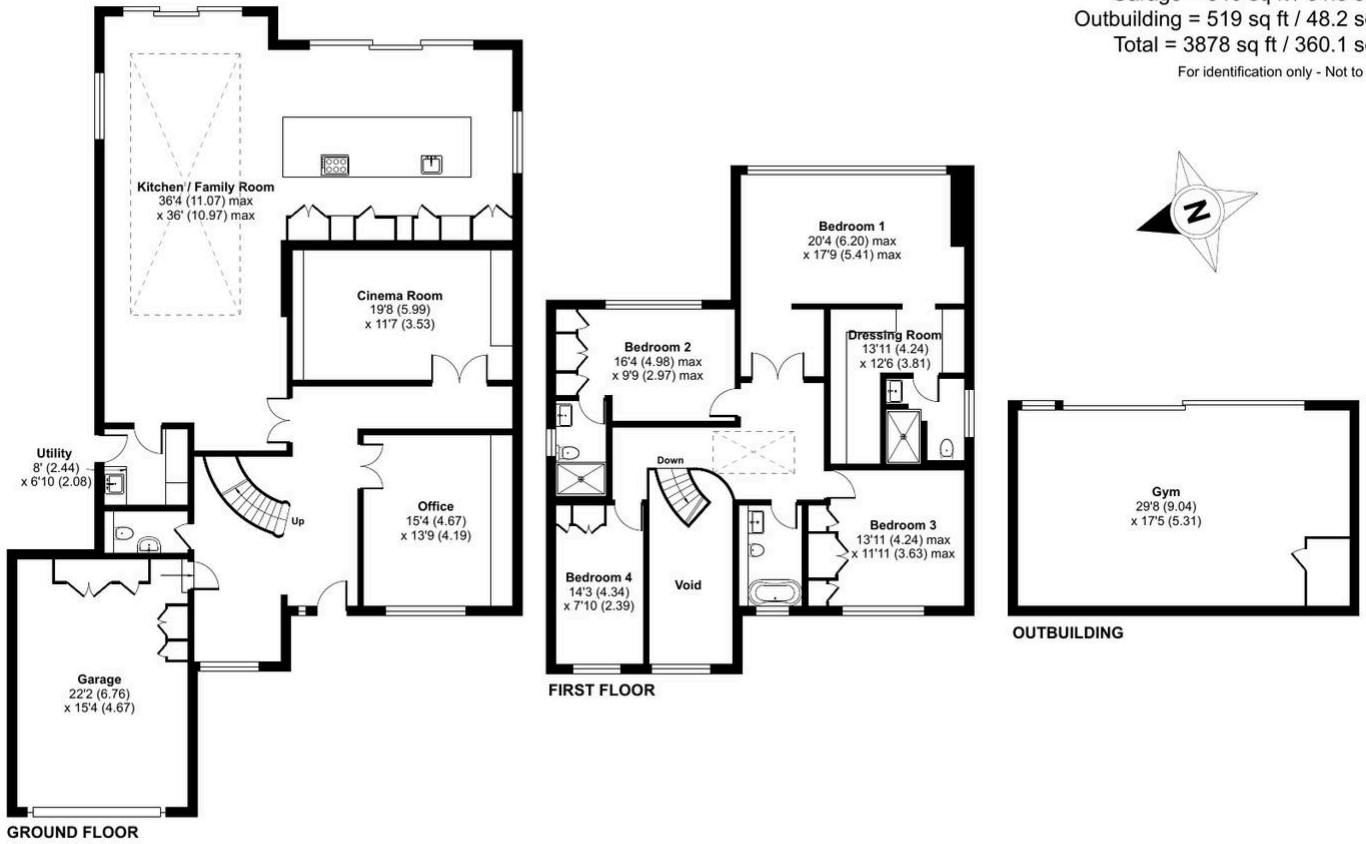 Outbuilding = 519 sq ft / 48.2
Total = 3878 sq ft / 360.1
For identification only - Not to
Kitchen / Family Room
36'4 (11.07) max
x 36' (10.97) max
Cinema Room
19'8 (5.99)
x 11'7 (3.53)
Utility
8' (2.44)
x 6'10 (2.08)
Up
Office
15'4 (4.67)
x 13'9 (4.19)
Garage
22'2 (6.76)
x 15'4 (4.67)
GROUND FLOOR
Bedroom 1
20'4 (6.20) max
x 17'9 (5.41) max
Bedroom 2
16'4 (4.98) max
x 9'9 (2.97) max
Dressing Room
13'11 (4.24)
x 12'6 (3.81)
Down
Bedroom 3
13'11 (4.24) max
x 11'11 (3.63) max
Bedroom 4
14'3 (4.34)
x 7'10 (2.39)
Void
FIRST FLOOR
N
Gym
29'8 (9.04)
x 17'5 (5.31)
OUTBUILDING